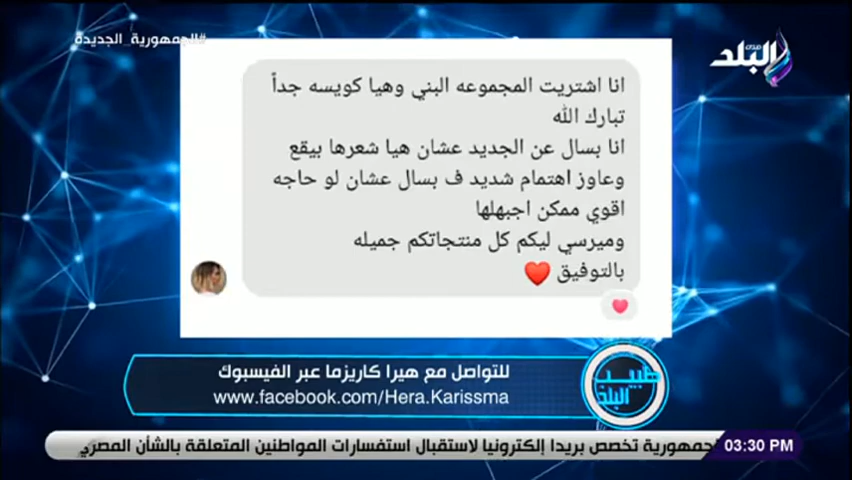 #الجمهورية_الجديدة
صدى البلد
انا اشتريت المجموعه البني وهيا كويسه جداً
تبارك الله
انا بسال عن الجديد عشان هيا شعرها بيقع
وعاوز اهتمام شديد ف بسال عشان لو حاجه
اقوي ممكن اجبهلها
وميرسي ليكم كل منتجاتكم جميله
بالتوفيق ❤️
للتواصل مع هيرا كاريزما عبر الفيسبوك
www.facebook.com/Hera.Karissma
طبيب البلد
جمهورية تخصص بريدا إلكترونيا لاستقبال استفسارات المواطنين المتعلقة بالشأن المصري
03:30 PM